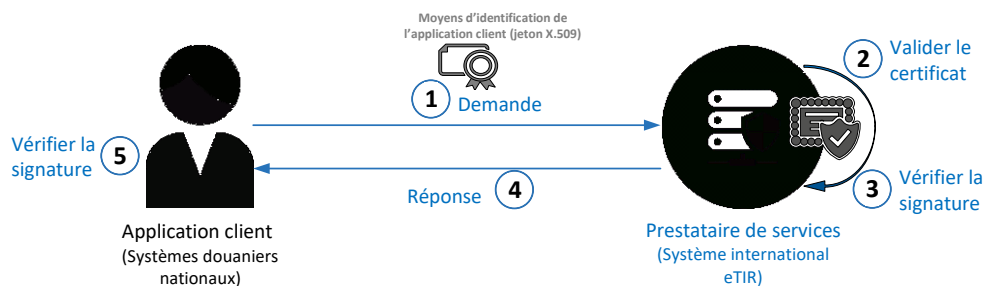 Moyens d'identification de
l'application client (jeton X.509)
1 Demande
2 Valider le
certificat
Vérifier la
signature 5
Réponse 4
3 Vérifier la
signature
Application client
(Systèmes douaniers
nationaux)
Prestataire de services
(Système international
eTIR)